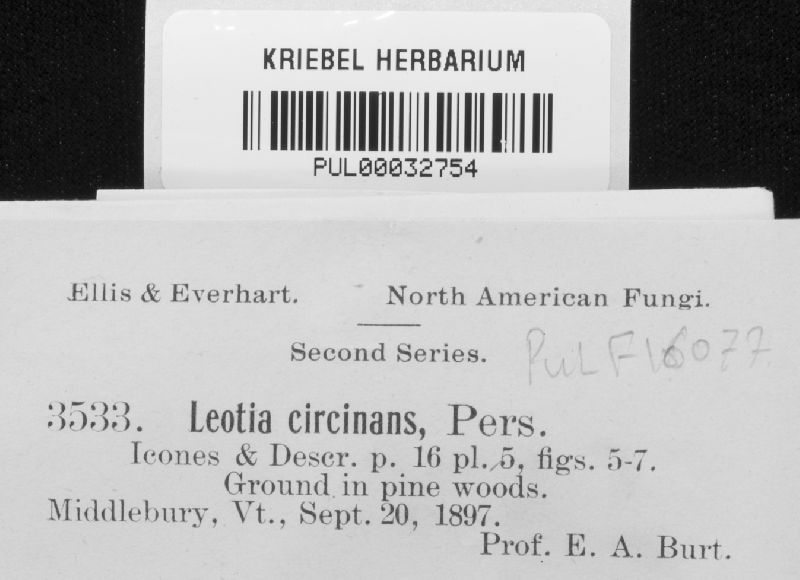 KRIEBEL HERBARIUM
PUL00032754
Ellis & Everhart. North American Fungi.
Second Series.
PUL F16077
3533. Leotia circinans, Pers.
Icones & Descr. p. 16 pl. 5, figs. 5-7.
Ground in pine woods.
Middlebury, Vt., Sept. 20, 1897.
Prof. E. A. Burt.